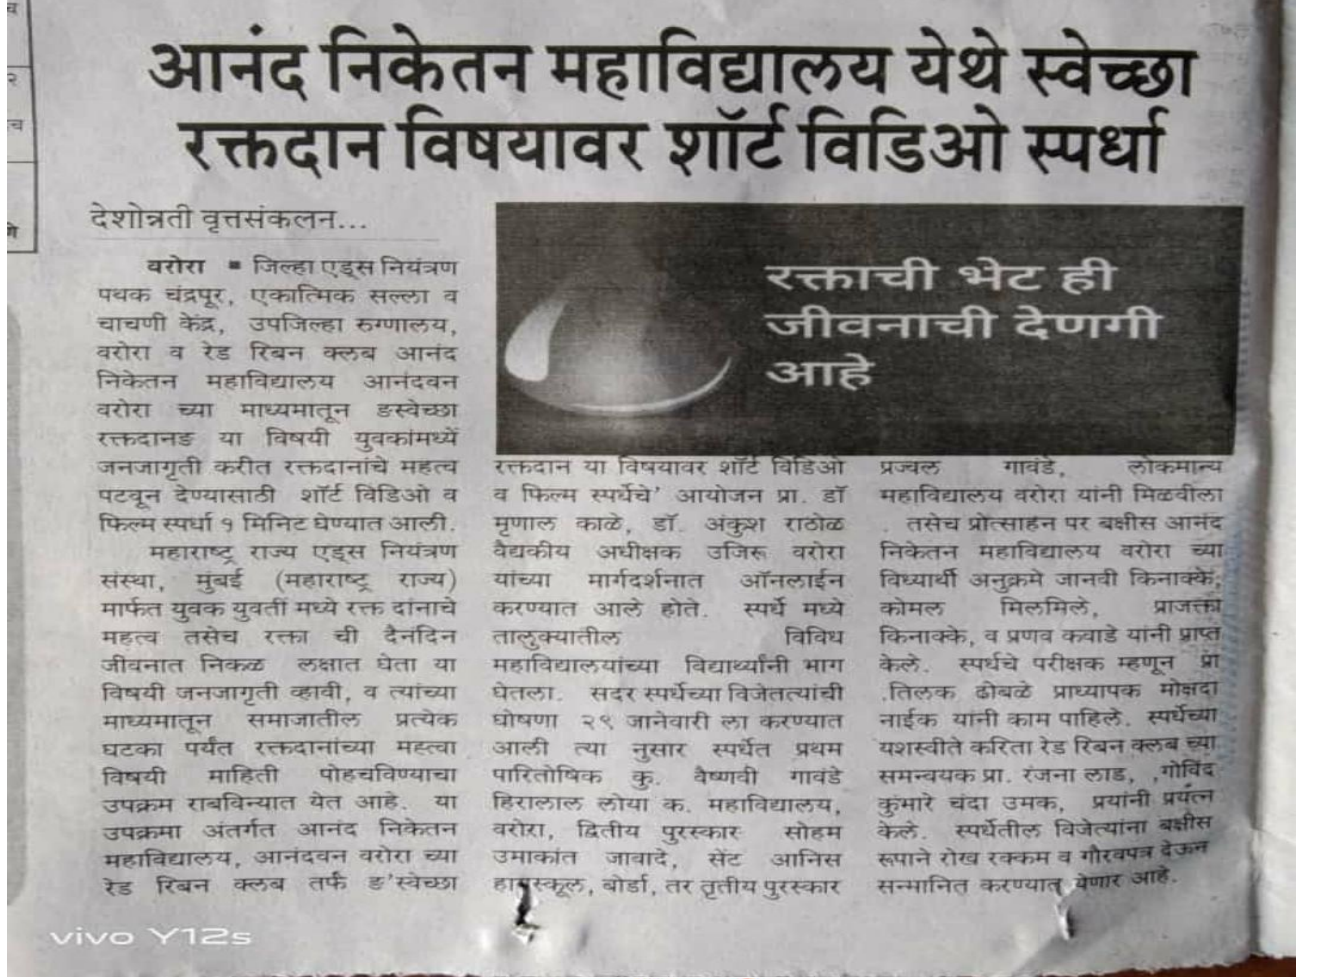 आनंद निकेतन महाविद्यालय येथे स्वेच्छा
रक्तदान विषयावर शॉर्ट विडिओ स्पर्धा
देशोन्नती वृत्तसंकलन...
वरोरा ▪ जिल्हा एड्स नियंत्रण
पथक चंद्रपूर, एकात्मिक सल्ला व
चाचणी केंद्र, उपजिल्हा रुग्णालय,
वरोरा व रेड रिबन क्लब आनंद
निकेतन महाविद्यालय आनंदवन
वरोरा च्या माध्यमातून ङस्वेच्छा
रक्तदानङ या विषयी युवकांमध्ये
जनजागृती करीत रक्तदानांचे महत्व
पटवून देण्यासाठी शॉर्ट विडिओ व
फिल्म स्पर्धा १ मिनिट घेण्यात आली.
महाराष्ट्र राज्य एड्स नियंत्रण
संस्था, मुंबई (महाराष्ट्र राज्य)
मार्फत युवक युवतीं मध्ये रक्त दांनाचे
महत्व तसेच रक्ता ची दैनंदिन
जीवनात निकळ लक्षात घेता या
विषयी जनजागृती व्हावी, व त्यांच्या
माध्यमातून समाजातील प्रत्येक
घटका पर्यंत रक्तदानांच्या महत्वा
विषयी माहिती पोहचविण्याचा
उपक्रम राबविन्यात येत आहे. या
उपक्रमा अंतर्गत आनंद निकेतन
महाविद्यालय, आनंदवन वरोरा च्या
रेड रिबन क्लब तर्फे ङ'स्वेच्छा
रक्ताची भेट ही
जीवनाची देणगी
आहे
रक्तदान या विषयावर शॉर्ट विडिओ
व फिल्म स्पर्धेचे' आयोजन प्रा. डॉ
मृणाल काळे, डॉ. अंकुश राठोळ
वैद्यकीय अधीक्षक उजिरू वरोरा
यांच्या मार्गदर्शनात ऑनलाईन
करण्यात आले होते. स्पर्धे मध्ये
तालुक्यातील विविध
महाविद्यालयांच्या विद्यार्थ्यांनी भाग
घेतला. सदर स्पर्धेच्या विजेतत्यांची
घोषणा २९ जानेवारी ला करण्यात
आली त्या नुसार स्पर्धेत प्रथम
पारितोषिक कु. वैष्णवी गावंडे
हिरालाल लोया क. महाविद्यालय,
वरोरा, द्वितीय पुरस्कार सोहम
उमाकांत जावादे, सेंट आनिस
हायस्कूल, बोर्डा, तर तृतीय पुरस्कार
प्रज्वल गावंडे, लोकमान्य
महाविद्यालय वरोरा यांनी मिळवीला
. तसेच प्रोत्साहन पर बक्षीस आनंद
निकेतन महाविद्यालय वरोरा च्या
विध्यार्थी अनुक्रमे जानवी किनाक्के,
कोमल मिलमिले, प्राजक्ता
किनाक्के, व प्रणव कवाडे यांनी प्राप्त
केले. स्पर्धचे परीक्षक म्हणून प्रा
.तिलक ढोबळे प्राध्यापक मोक्षदा
नाईक यांनी काम पाहिले. स्पर्धेच्या
यशस्वीते करिता रेड रिबन क्लब च्या
समन्वयक प्रा. रंजना लाड, ,गोविंद
कुंमारे चंदा उमक, प्रयांनी प्रयत्न
केले. स्पर्धेतील विजेत्यांना बक्षीस
रूपाने रोख रक्कम व गौरवपत्र देऊन
सन्मानित करण्यात येणार आहे.
vivo Y12s